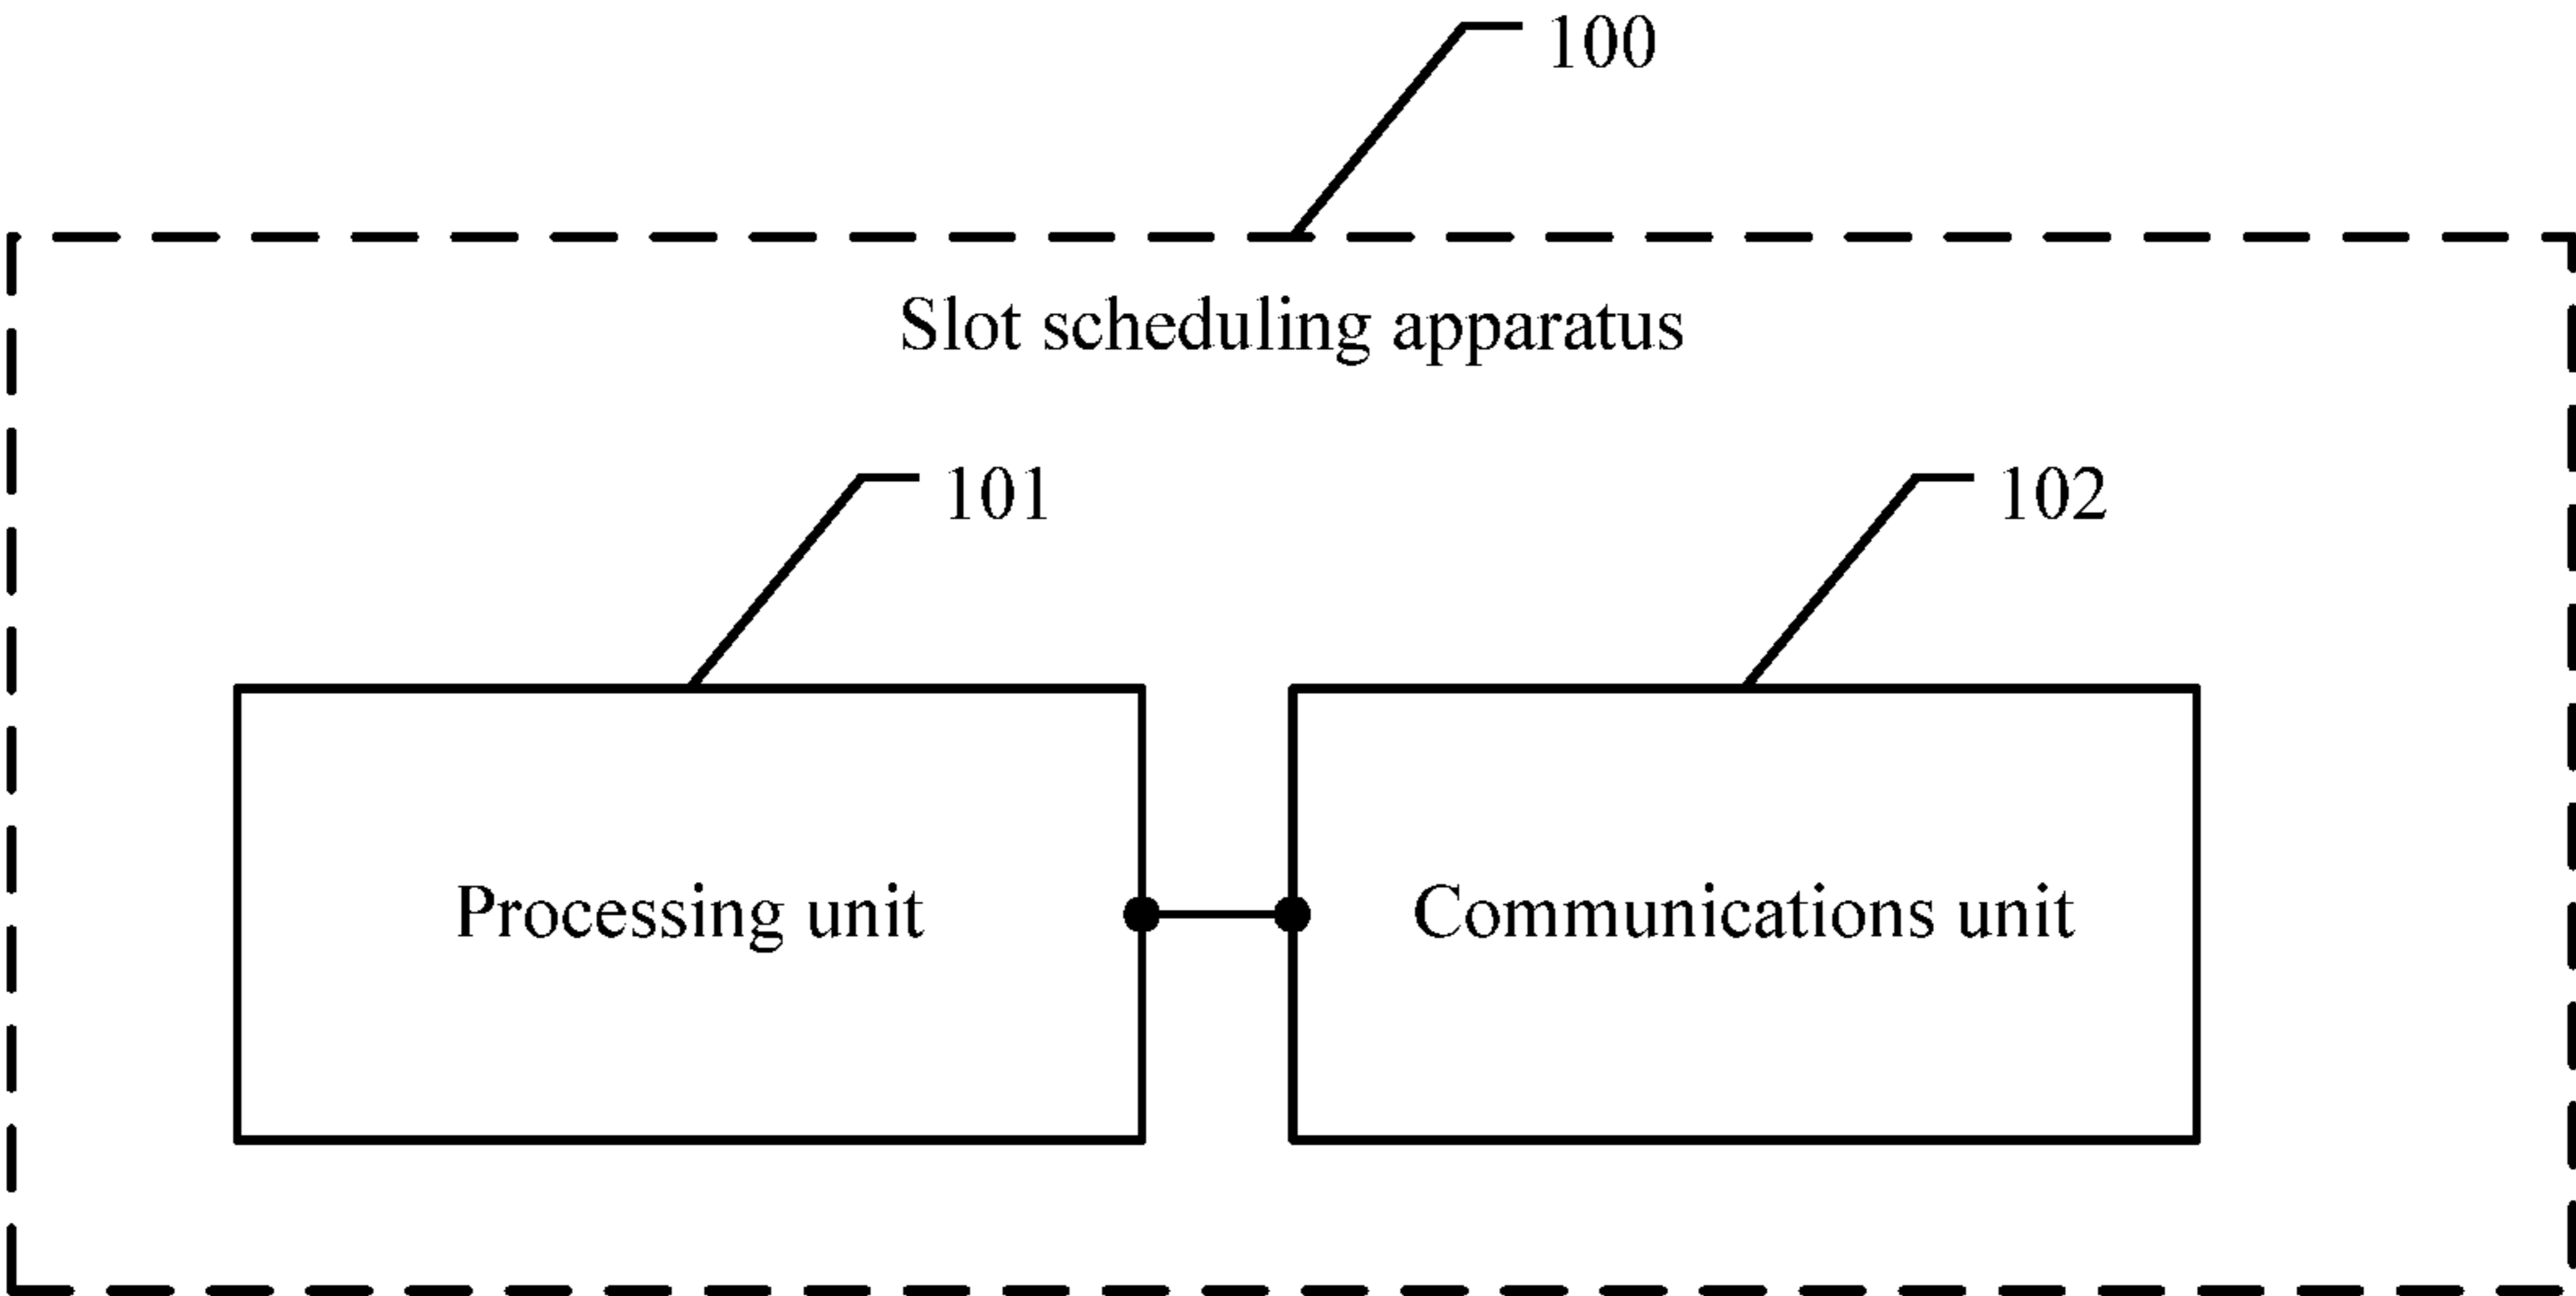 100
Slot scheduling apparatus
101
102
Processing unit
Communications unit